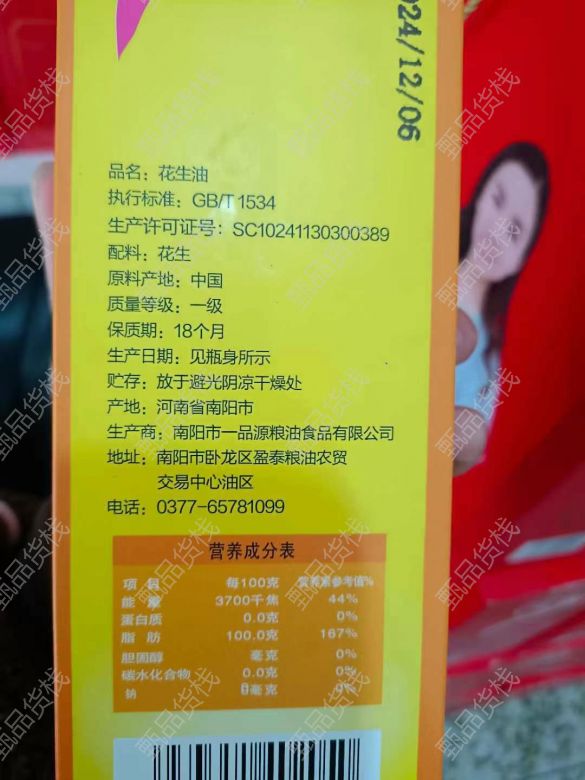 2024/12/06
品名：花生油
执行标准：GB/T 1534
生产许可证号：SC10241130300389
配料：花生
原料产地：中国
质量等级：一级
保质期：18个月
生产日期：见瓶身所示
贮存：放于避光阴凉干燥处
产地：河南省南阳市
生产商：南阳市一品源粮油食品有限公司
地址：南阳市卧龙区盈泰粮油农贸
交易中心油区
电话：0377-65781099
营养成分表
项 目 每100克 营养素参考值%
能 量 3700千焦 44%
蛋白质 0.0克 0%
脂 肪 100.0克 167%
胆固醇 毫克 0%
碳水化合物 0.0克 0%
钠 0毫克 0%
甄品货栈